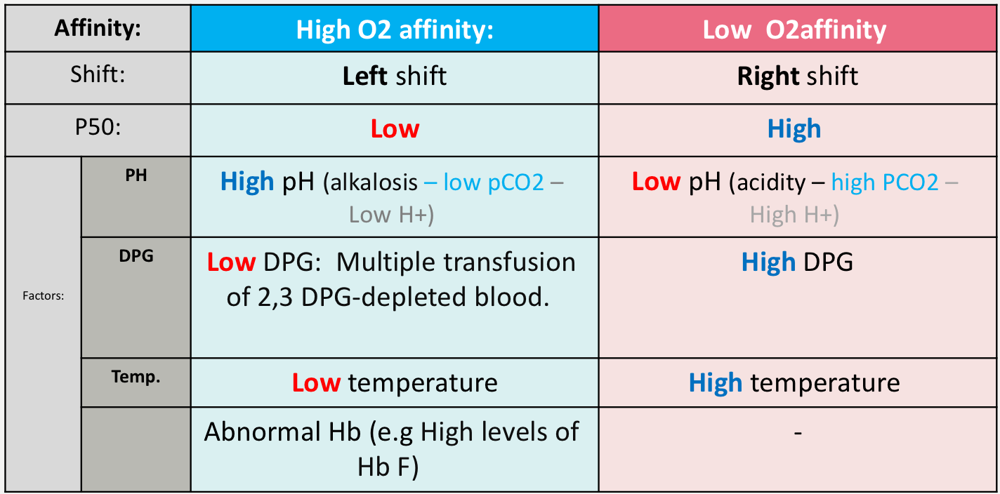 Affinity:
High O2 affinity:
Low  O2affinity
Shift:
Left shift
Right shift
P50:
Low
High
Factors:
PH
High pH (alkalosis – low pCO2 –
Low H+)
Low pH (acidity – high PCO2 –
High H+)
DPG
Low DPG:  Multiple transfusion
of 2,3 DPG-depleted blood.
High DPG
Temp.
Low temperature
High temperature
Abnormal Hb (e.g High levels of
Hb F)
-